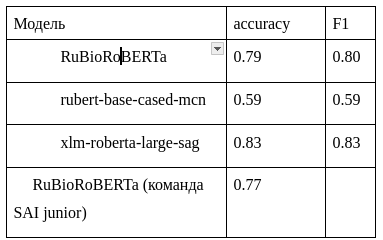 Модель accuracy F1
RuBioRoBERTa 0.79 0.80
rubert-base-cased-mcn 0.59 0.59
xlm-roberta-large-sag 0.83 0.83
RuBioRoBERTa (команда 0.77
SAI junior)